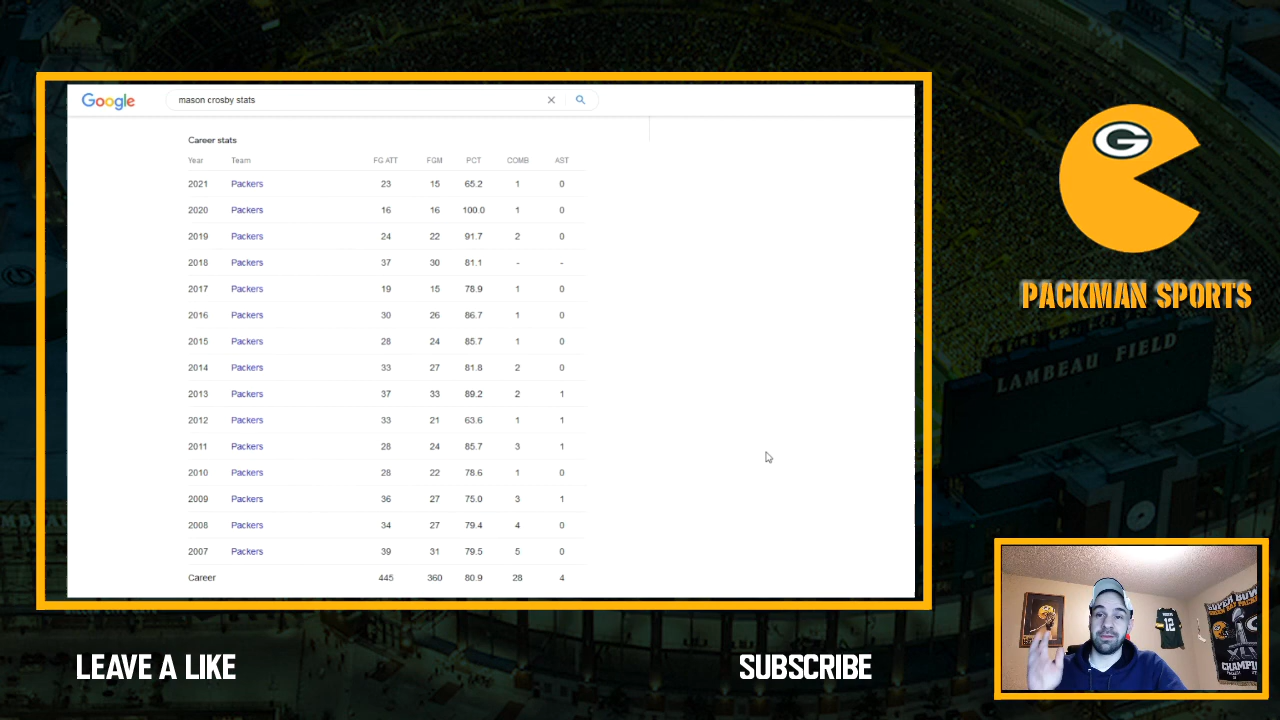 Google mason crosby stats
Career stats
Year Team FG ATT FGM PCT COMB AST
2021 Packers 23 15 65.2 1 0
2020 Packers 16 16 100.0 1 0
2019 Packers 24 22 91.7 2 0
2018 Packers 37 30 81.1 - -
2017 Packers 19 15 78.9 1 0
2016 Packers 30 26 86.7 1 0
2015 Packers 28 24 85.7 1 0
2014 Packers 33 27 81.8 2 0
2013 Packers 37 33 89.2 2 1
2012 Packers 33 21 63.6 1 1
2011 Packers 28 24 85.7 3 1
2010 Packers 28 22 78.6 1 0
2009 Packers 36 27 75.0 3 1
2008 Packers 34 27 79.4 4 0
2007 Packers 39 31 79.5 5 0
Career 445 360 80.9 28 4
G
PACKMAN SPORTS
LAMBEAU FIELD
LEAVE A LIKE
SUBSCRIBE
12
SUPER BOWL
XLV